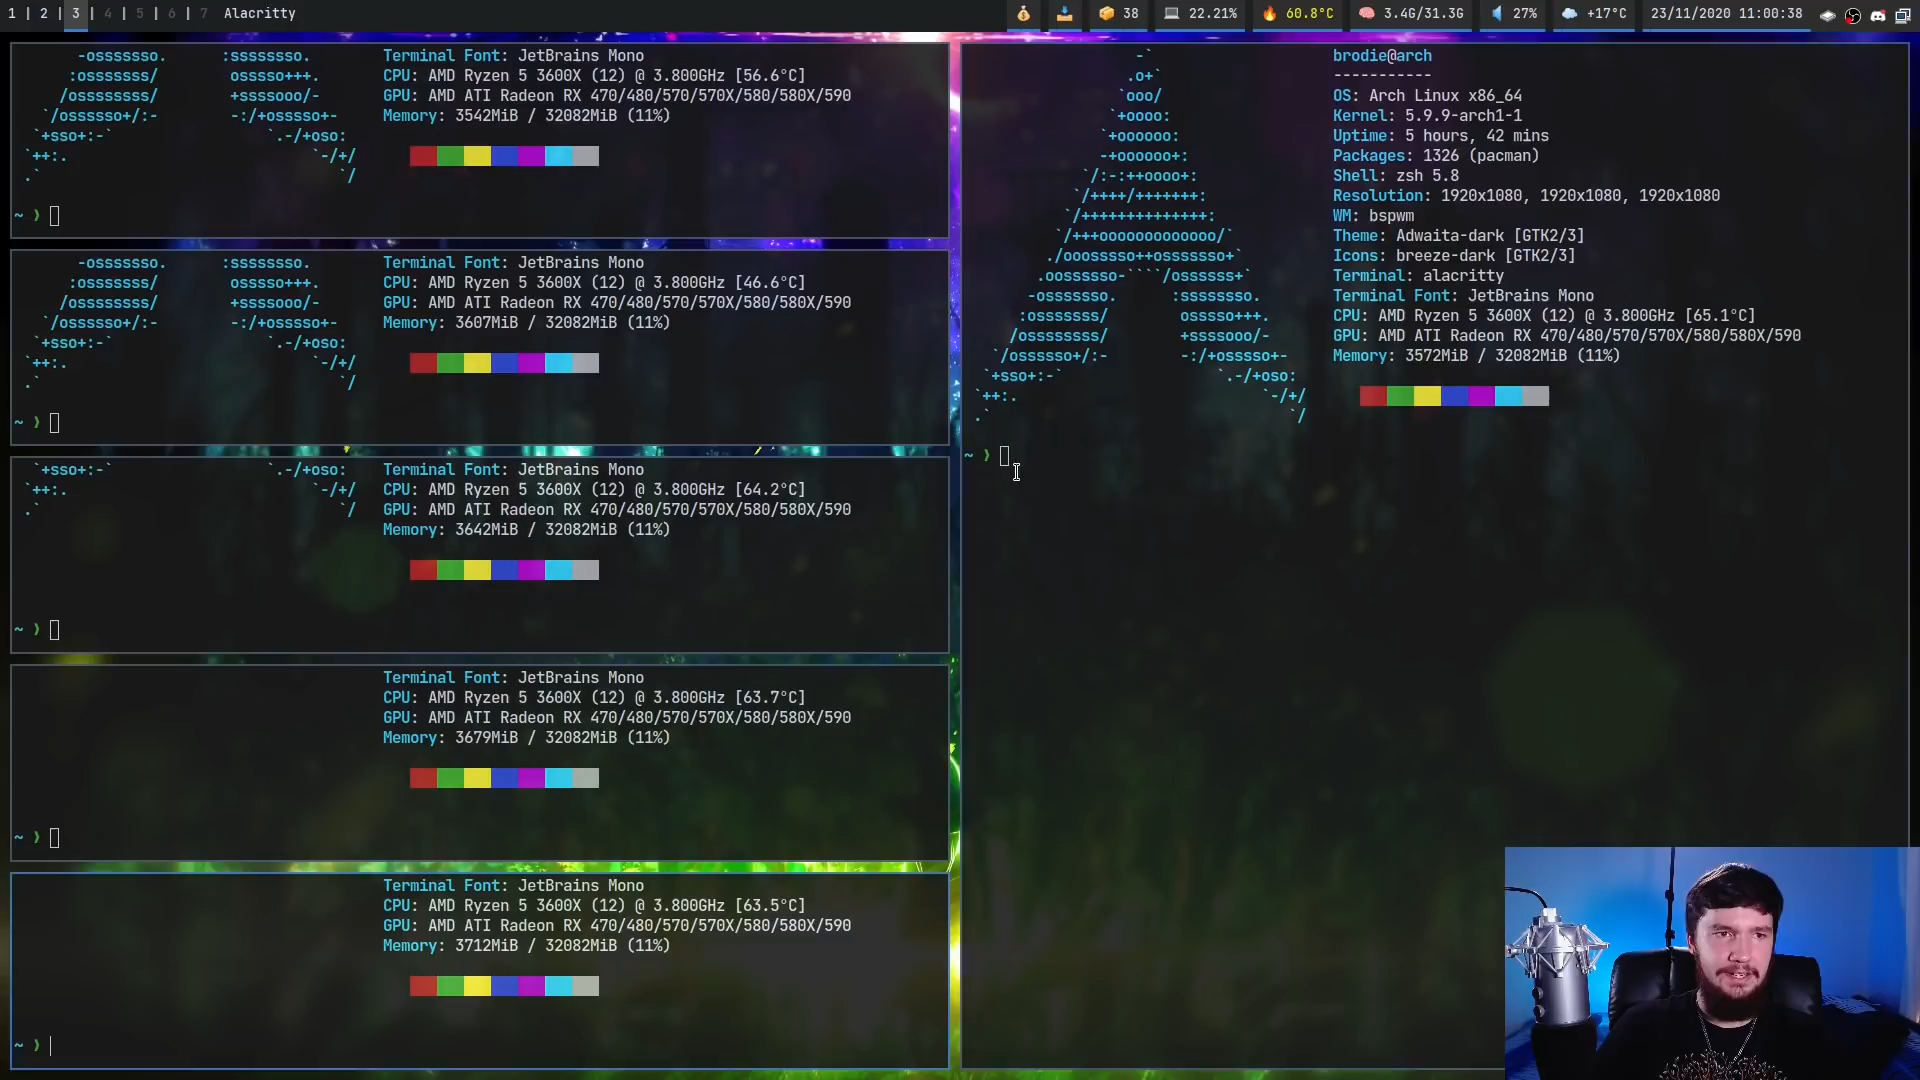 1 | 2 | 3 | 4 | 5 | 6 | 7 Alacritty
38 22.21% 60.8°C 3.4G/31.3G 27% +17°C 23/11/2020 11:00:38
Terminal Font: JetBrains Mono
CPU: AMD Ryzen 5 3600X (12) @ 3.800GHz [56.6°C]
GPU: AMD ATI Radeon RX 470/480/570/570X/580/580X/590
Memory: 3542MiB / 32082MiB (11%)
~ ❯
Terminal Font: JetBrains Mono
CPU: AMD Ryzen 5 3600X (12) @ 3.800GHz [46.6°C]
GPU: AMD ATI Radeon RX 470/480/570/570X/580/580X/590
Memory: 3607MiB / 32082MiB (11%)
~ ❯
Terminal Font: JetBrains Mono
CPU: AMD Ryzen 5 3600X (12) @ 3.800GHz [64.2°C]
GPU: AMD ATI Radeon RX 470/480/570/570X/580/580X/590
Memory: 3642MiB / 32082MiB (11%)
~ ❯
Terminal Font: JetBrains Mono
CPU: AMD Ryzen 5 3600X (12) @ 3.800GHz [63.7°C]
GPU: AMD ATI Radeon RX 470/480/570/570X/580/580X/590
Memory: 3679MiB / 32082MiB (11%)
~ ❯
Terminal Font: JetBrains Mono
CPU: AMD Ryzen 5 3600X (12) @ 3.800GHz [63.5°C]
GPU: AMD ATI Radeon RX 470/480/570/570X/580/580X/590
Memory: 3712MiB / 32082MiB (11%)
~ ❯
brodie@arch
-----------
OS: Arch Linux x86_64
Kernel: 5.9.9-arch1-1
Uptime: 5 hours, 42 mins
Packages: 1326 (pacman)
Shell: zsh 5.8
Resolution: 1920x1080, 1920x1080, 1920x1080
WM: bspwm
Theme: Adwaita-dark [GTK2/3]
Icons: breeze-dark [GTK2/3]
Terminal: alacritty
Terminal Font: JetBrains Mono
CPU: AMD Ryzen 5 3600X (12) @ 3.800GHz [65.1°C]
GPU: AMD ATI Radeon RX 470/480/570/570X/580/580X/590
Memory: 3572MiB / 32082MiB (11%)
~ ❯